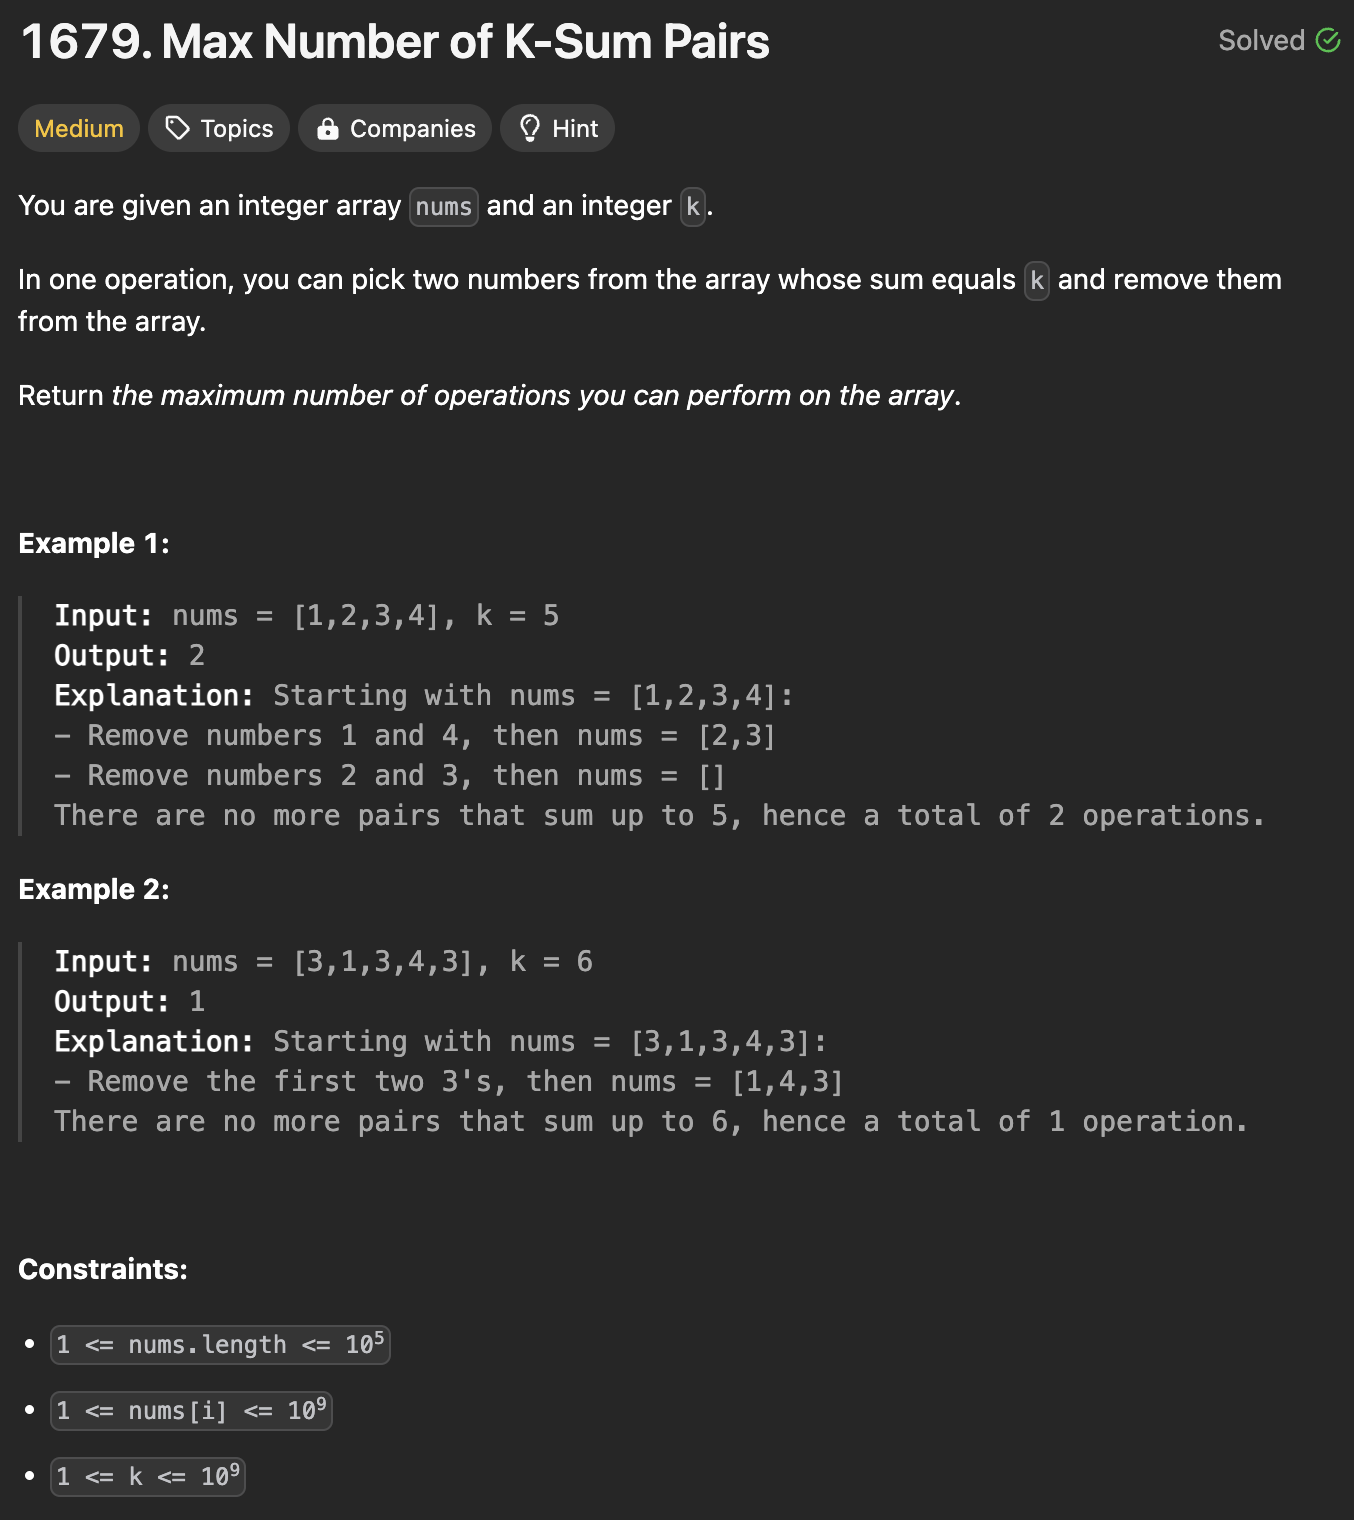 1679. Max Number of K-Sum Pairs
Solved
Medium Topics Companies Hint
You are given an integer array nums and an integer k.
In one operation, you can pick two numbers from the array whose sum equals k and remove them
from the array.
Return the maximum number of operations you can perform on the array.
Example 1:
Input: nums = [1,2,3,4], k = 5
Output: 2
Explanation: Starting with nums = [1,2,3,4]:
- Remove numbers 1 and 4, then nums = [2,3]
- Remove numbers 2 and 3, then nums = []
There are no more pairs that sum up to 5, hence a total of 2 operations.
Example 2:
Input: nums = [3,1,3,4,3], k = 6
Output: 1
Explanation: Starting with nums = [3,1,3,4,3]:
- Remove the first two 3's, then nums = [1,4,3]
There are no more pairs that sum up to 6, hence a total of 1 operation.
Constraints:
• 1 <= nums.length <= 10⁵
• 1 <= nums[i] <= 10⁹
• 1 <= k <= 10⁹